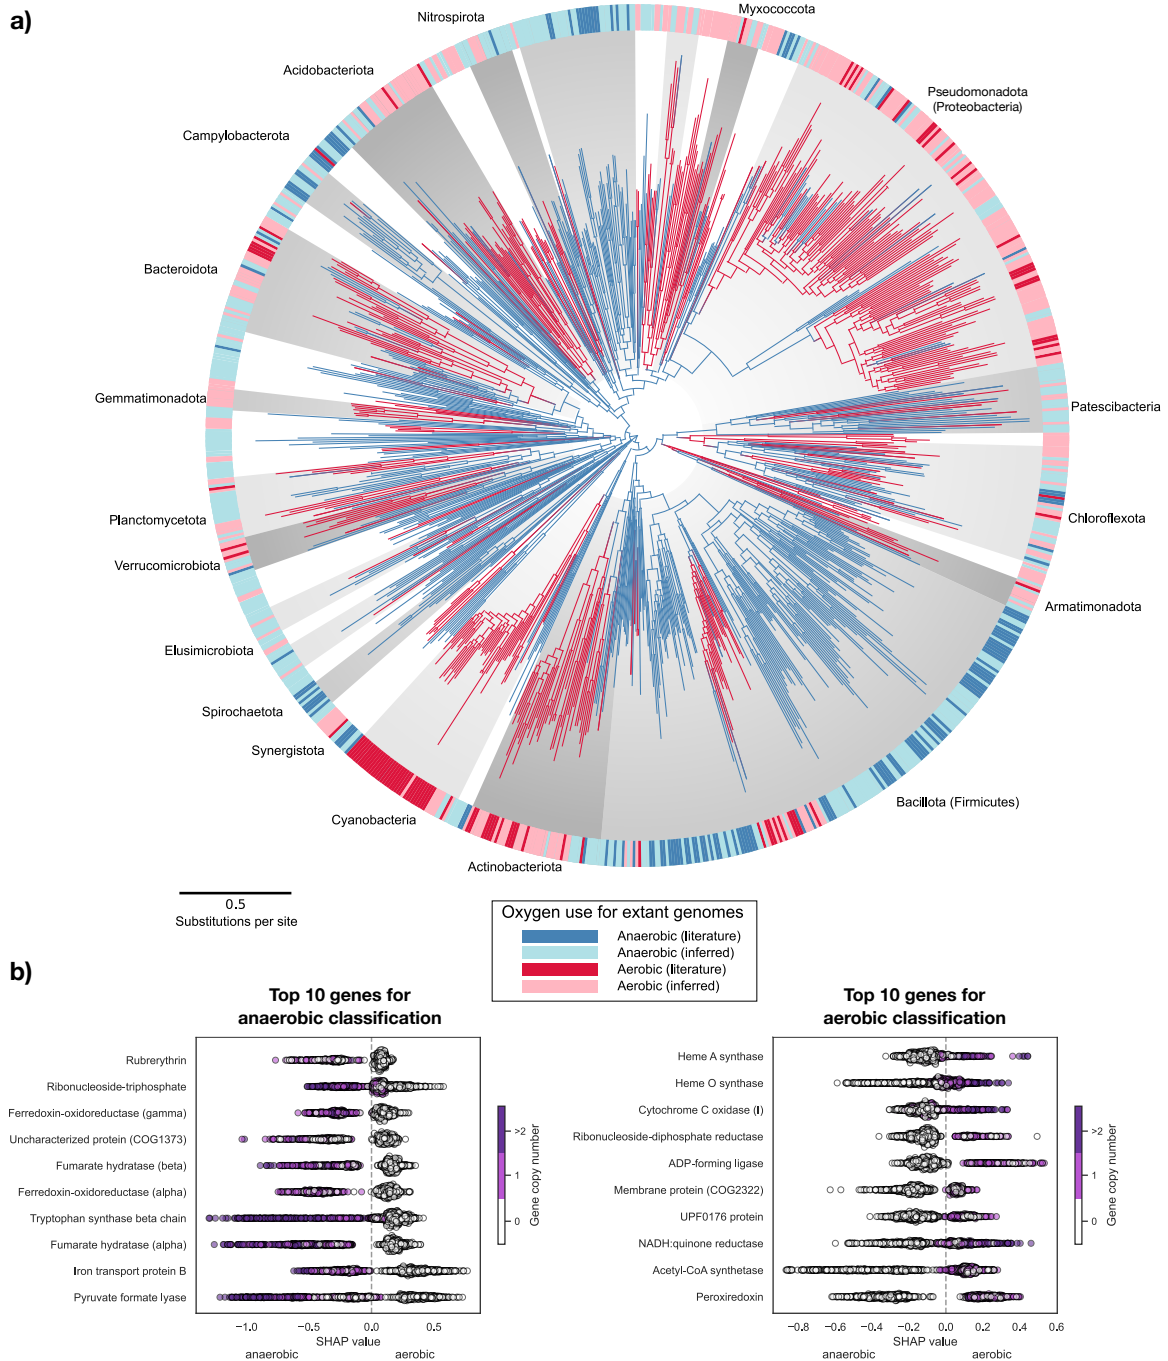 a)
Nitrospirota
Myxococcota
Acidobacteriota
Pseudomonadota
(Proteobacteria)
Campylobacterota
Bacteroidota
Gemmatimonadota
Patescibacteria
Planctomycetota
Chloroflexota
Verrucomicrobiota
Armatimonadota
Elusimicrobiota
Spirochaetota
Synergistota
Bacillota (Firmicutes)
Cyanobacteria
Actinobacteriota
0.5
Substitutions per site
Oxygen use for extant genomes
Anaerobic (literature)
Anaerobic (inferred)
Aerobic (literature)
Aerobic (inferred)
b)
Top 10 genes for
anaerobic classification
Rubrerythrin
Ribonucleoside-triphosphate
Ferredoxin-oxidoreductase (gamma)
Uncharacterized protein (COG1373)
Fumarate hydratase (beta)
Ferredoxin-oxidoreductase (alpha)
Tryptophan synthase beta chain
Fumarate hydratase (alpha)
Iron transport protein B
Pyruvate formate lyase
−1.0 −0.5 0.0 0.5
SHAP value
anaerobic aerobic
>2
1
0
Gene copy number
Top 10 genes for
aerobic classification
Heme A synthase
Heme O synthase
Cytochrome C oxidase (I)
Ribonucleoside-diphosphate reductase
ADP-forming ligase
Membrane protein (COG2322)
UPF0176 protein
NADH:quinone reductase
Acetyl-CoA synthetase
Peroxiredoxin
−0.8 −0.6 −0.4 −0.2 0.0 0.2 0.4 0.6
SHAP value
anaerobic aerobic
>2
1
0
Gene copy number